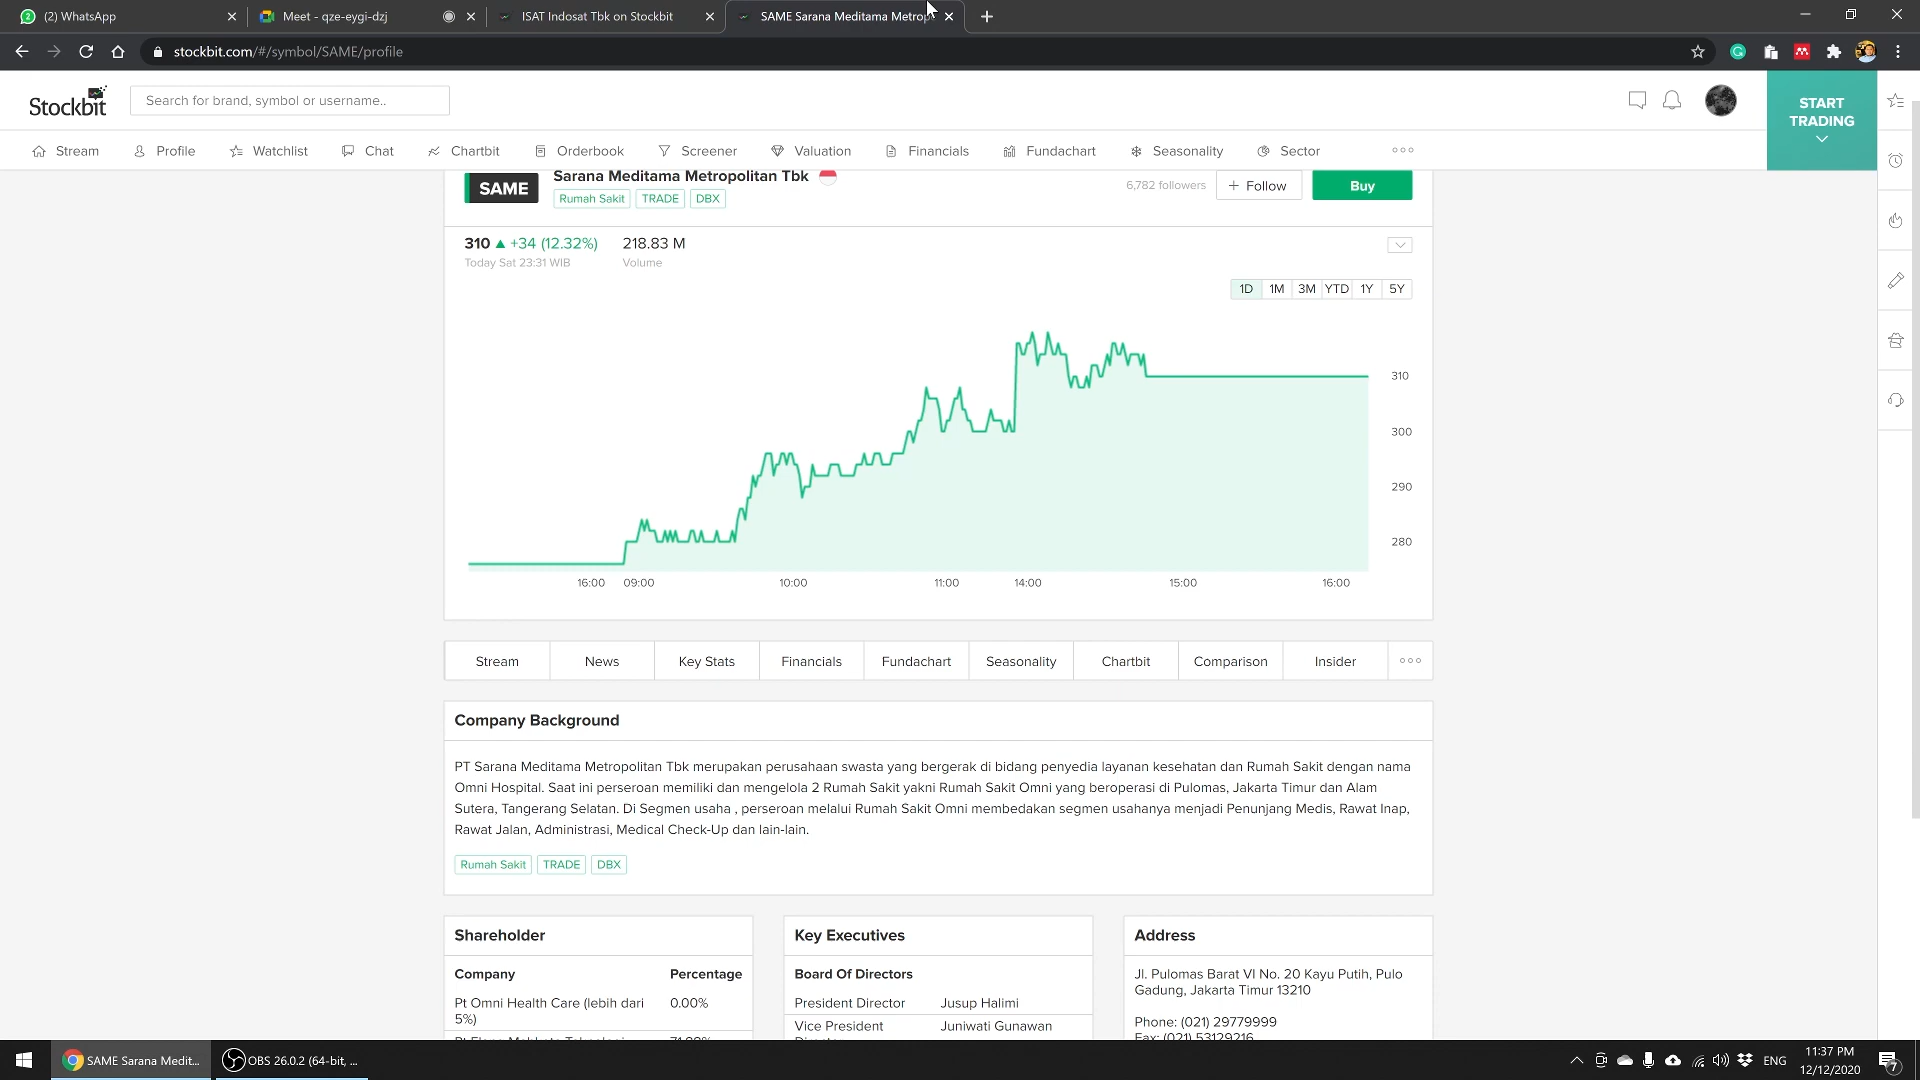 (2) WhatsApp
Meet - qze-eygi-dzj
ISAT Indosat Tbk on Stockbit
SAME Sarana Meditama Metrop
stockbit.com/#/symbol/SAME/profile
Stockbit
Search for brand, symbol or username..
START
TRADING
Stream Profile Watchlist Chat Chartbit Orderbook Screener Valuation Financials Fundachart Seasonality Sector
SAME
Sarana Meditama Metropolitan Tbk
Rumah Sakit TRADE DBX
6,782 followers
+ Follow
Buy
310 ▲ +34 (12.32%) 218.83 M
Today Sat 23:31 WIB Volume
1D 1M 3M YTD 1Y 5Y
310
300
290
280
16:00 09:00 10:00 11:00 14:00 15:00 16:00
Stream News Key Stats Financials Fundachart Seasonality Chartbit Comparison Insider
Company Background
PT Sarana Meditama Metropolitan Tbk merupakan perusahaan swasta yang bergerak di bidang penyedia layanan kesehatan dan Rumah Sakit dengan nama
Omni Hospital. Saat ini perseroan memiliki dan mengelola 2 Rumah Sakit yakni Rumah Sakit Omni yang beroperasi di Pulomas, Jakarta Timur dan Alam
Sutera, Tangerang Selatan. Di Segmen usaha , perseroan melalui Rumah Sakit Omni membedakan segmen usahanya menjadi Penunjang Medis, Rawat Inap,
Rawat Jalan, Administrasi, Medical Check-Up dan lain-lain.
Rumah Sakit TRADE DBX
Shareholder
Company Percentage
Pt Omni Health Care (lebih dari 0.00%
5%)
Key Executives
Board Of Directors
President Director Jusup Halimi
Vice President Juniwati Gunawan
Director
Address
Jl. Pulomas Barat VI No. 20 Kayu Putih, Pulo
Gadung, Jakarta Timur 13210
Phone: (021) 29779999
Fax: (021) 53129216
SAME Sarana Medit...
OBS 26.0.2 (64-bit, ...
ENG
11:37 PM
12/12/2020
7